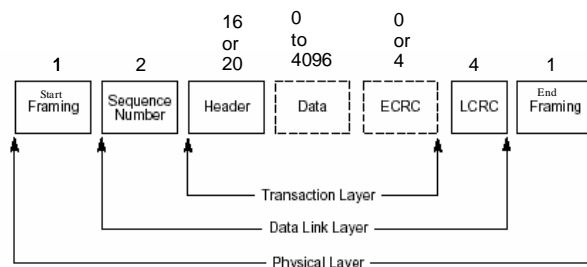 16
or
20
0
to
4096
0
or
4
1
2
4
1
Start
Framing
Sequence
Number
Header
Data
ECRC
LCRC
End
Framing
Transaction Layer
Data Link Layer
Physical Layer